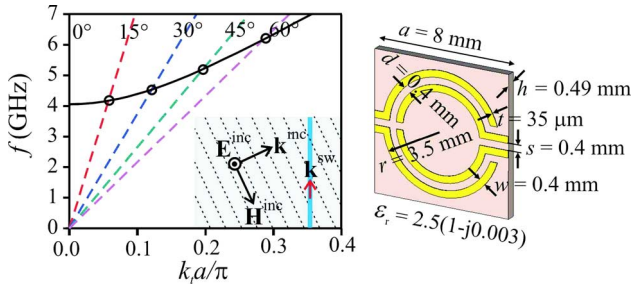 7
6
5
4
3
2
1
0
f (GHz)
0° 15° 30° 45° 60°
E^inc
k^inc
H^inc
k^sw
0.0 0.1 0.2 0.3 0.4
k_t a/π
a = 8 mm
d = 0.4 mm
h = 0.49 mm
t = 35 μm
s = 0.4 mm
r = 3.5 mm
w = 0.4 mm
ε_r = 2.5(1-j0.003)